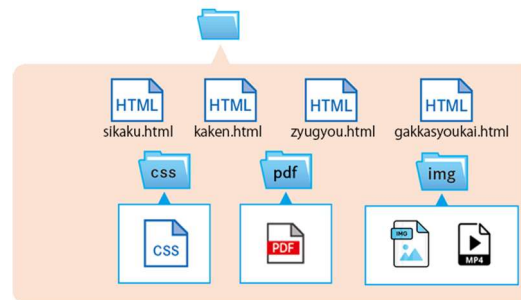 HTML HTML HTML HTML
sikaku.html kaken.html zyugyou.html gakkasyoukai.html
css pdf img
CSS PDF IMG MP4